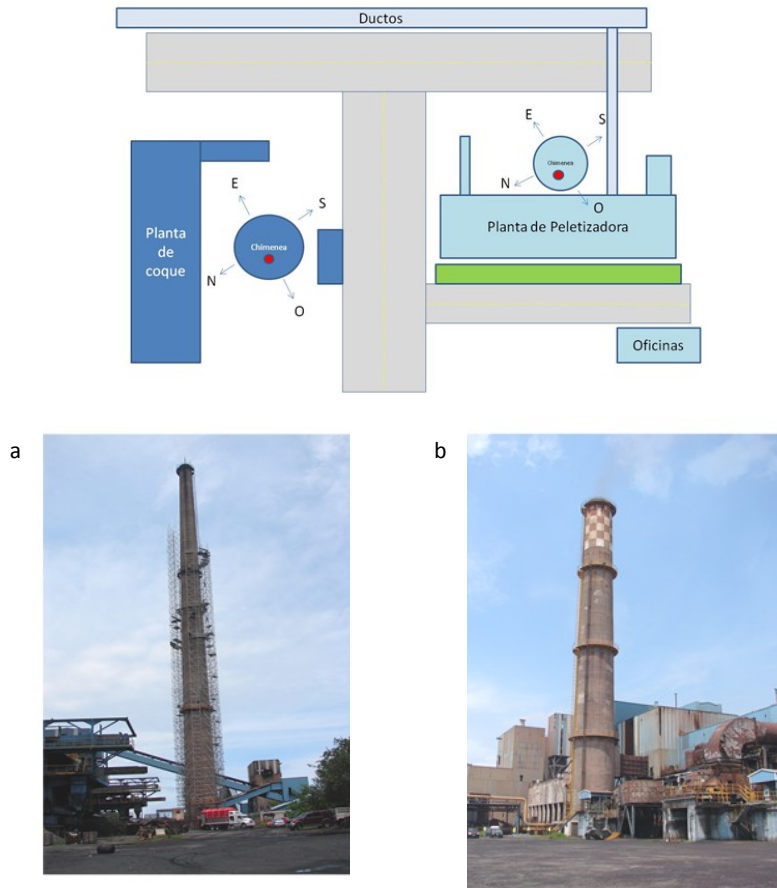 Ductos
E
S
Chimenea
N
O
Planta de Peletizadora
Planta
de
coque
E
S
Chimenea
N
O
Oficinas
a
b